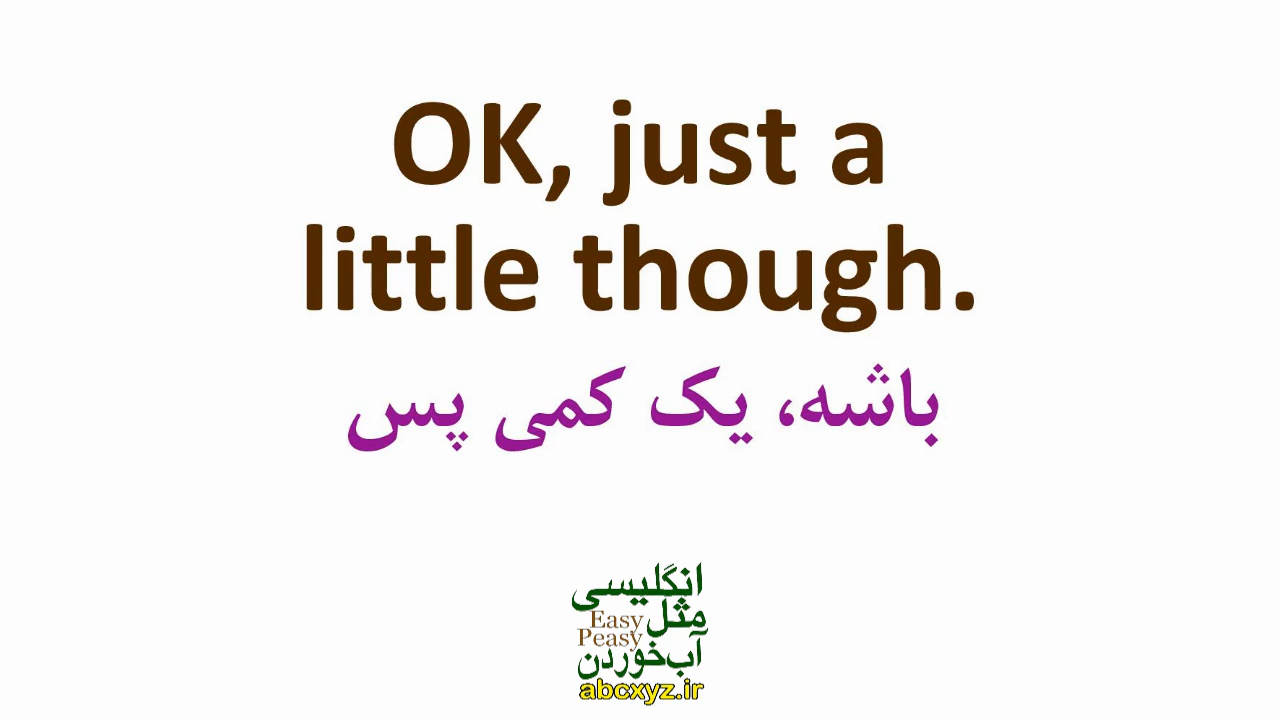 OK, just a
little though.
باشه، یک کمی پس
انگلیسی
مثل
Easy
Peasy
آب‌خوردن
abcxyz.ir